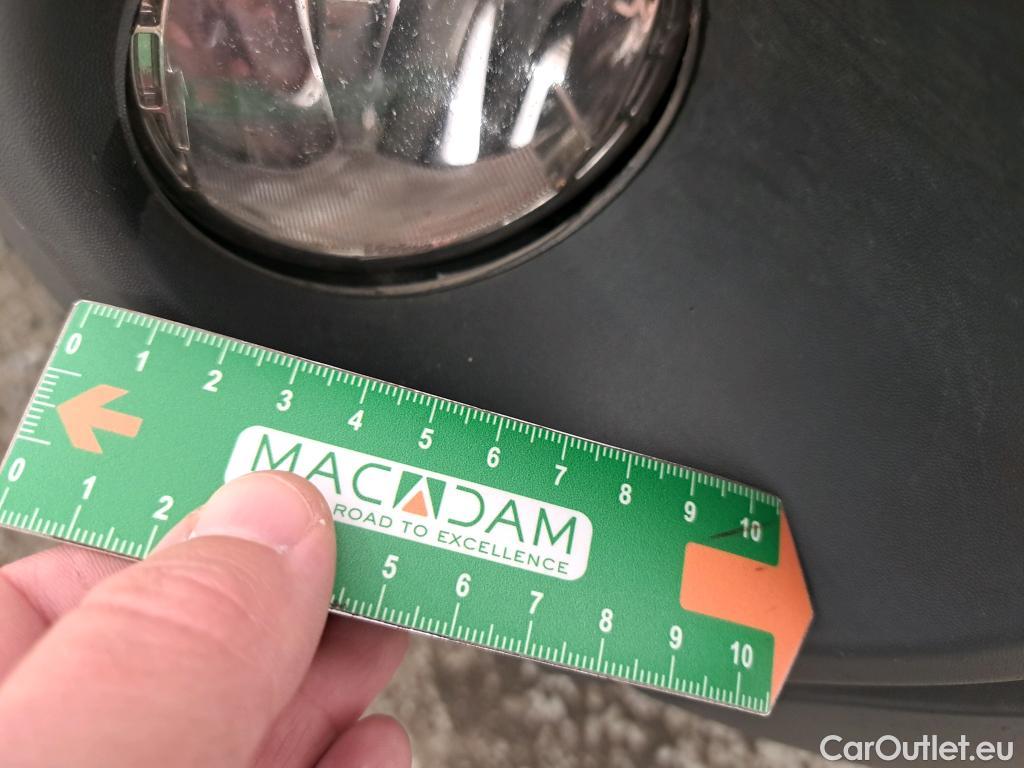 0 1 2 3 4 5 6 7 8 9 10
MACADAM
ROAD TO EXCELLENCE
0 1 2 5 6 7 8 9 10
CarOutlet.eu